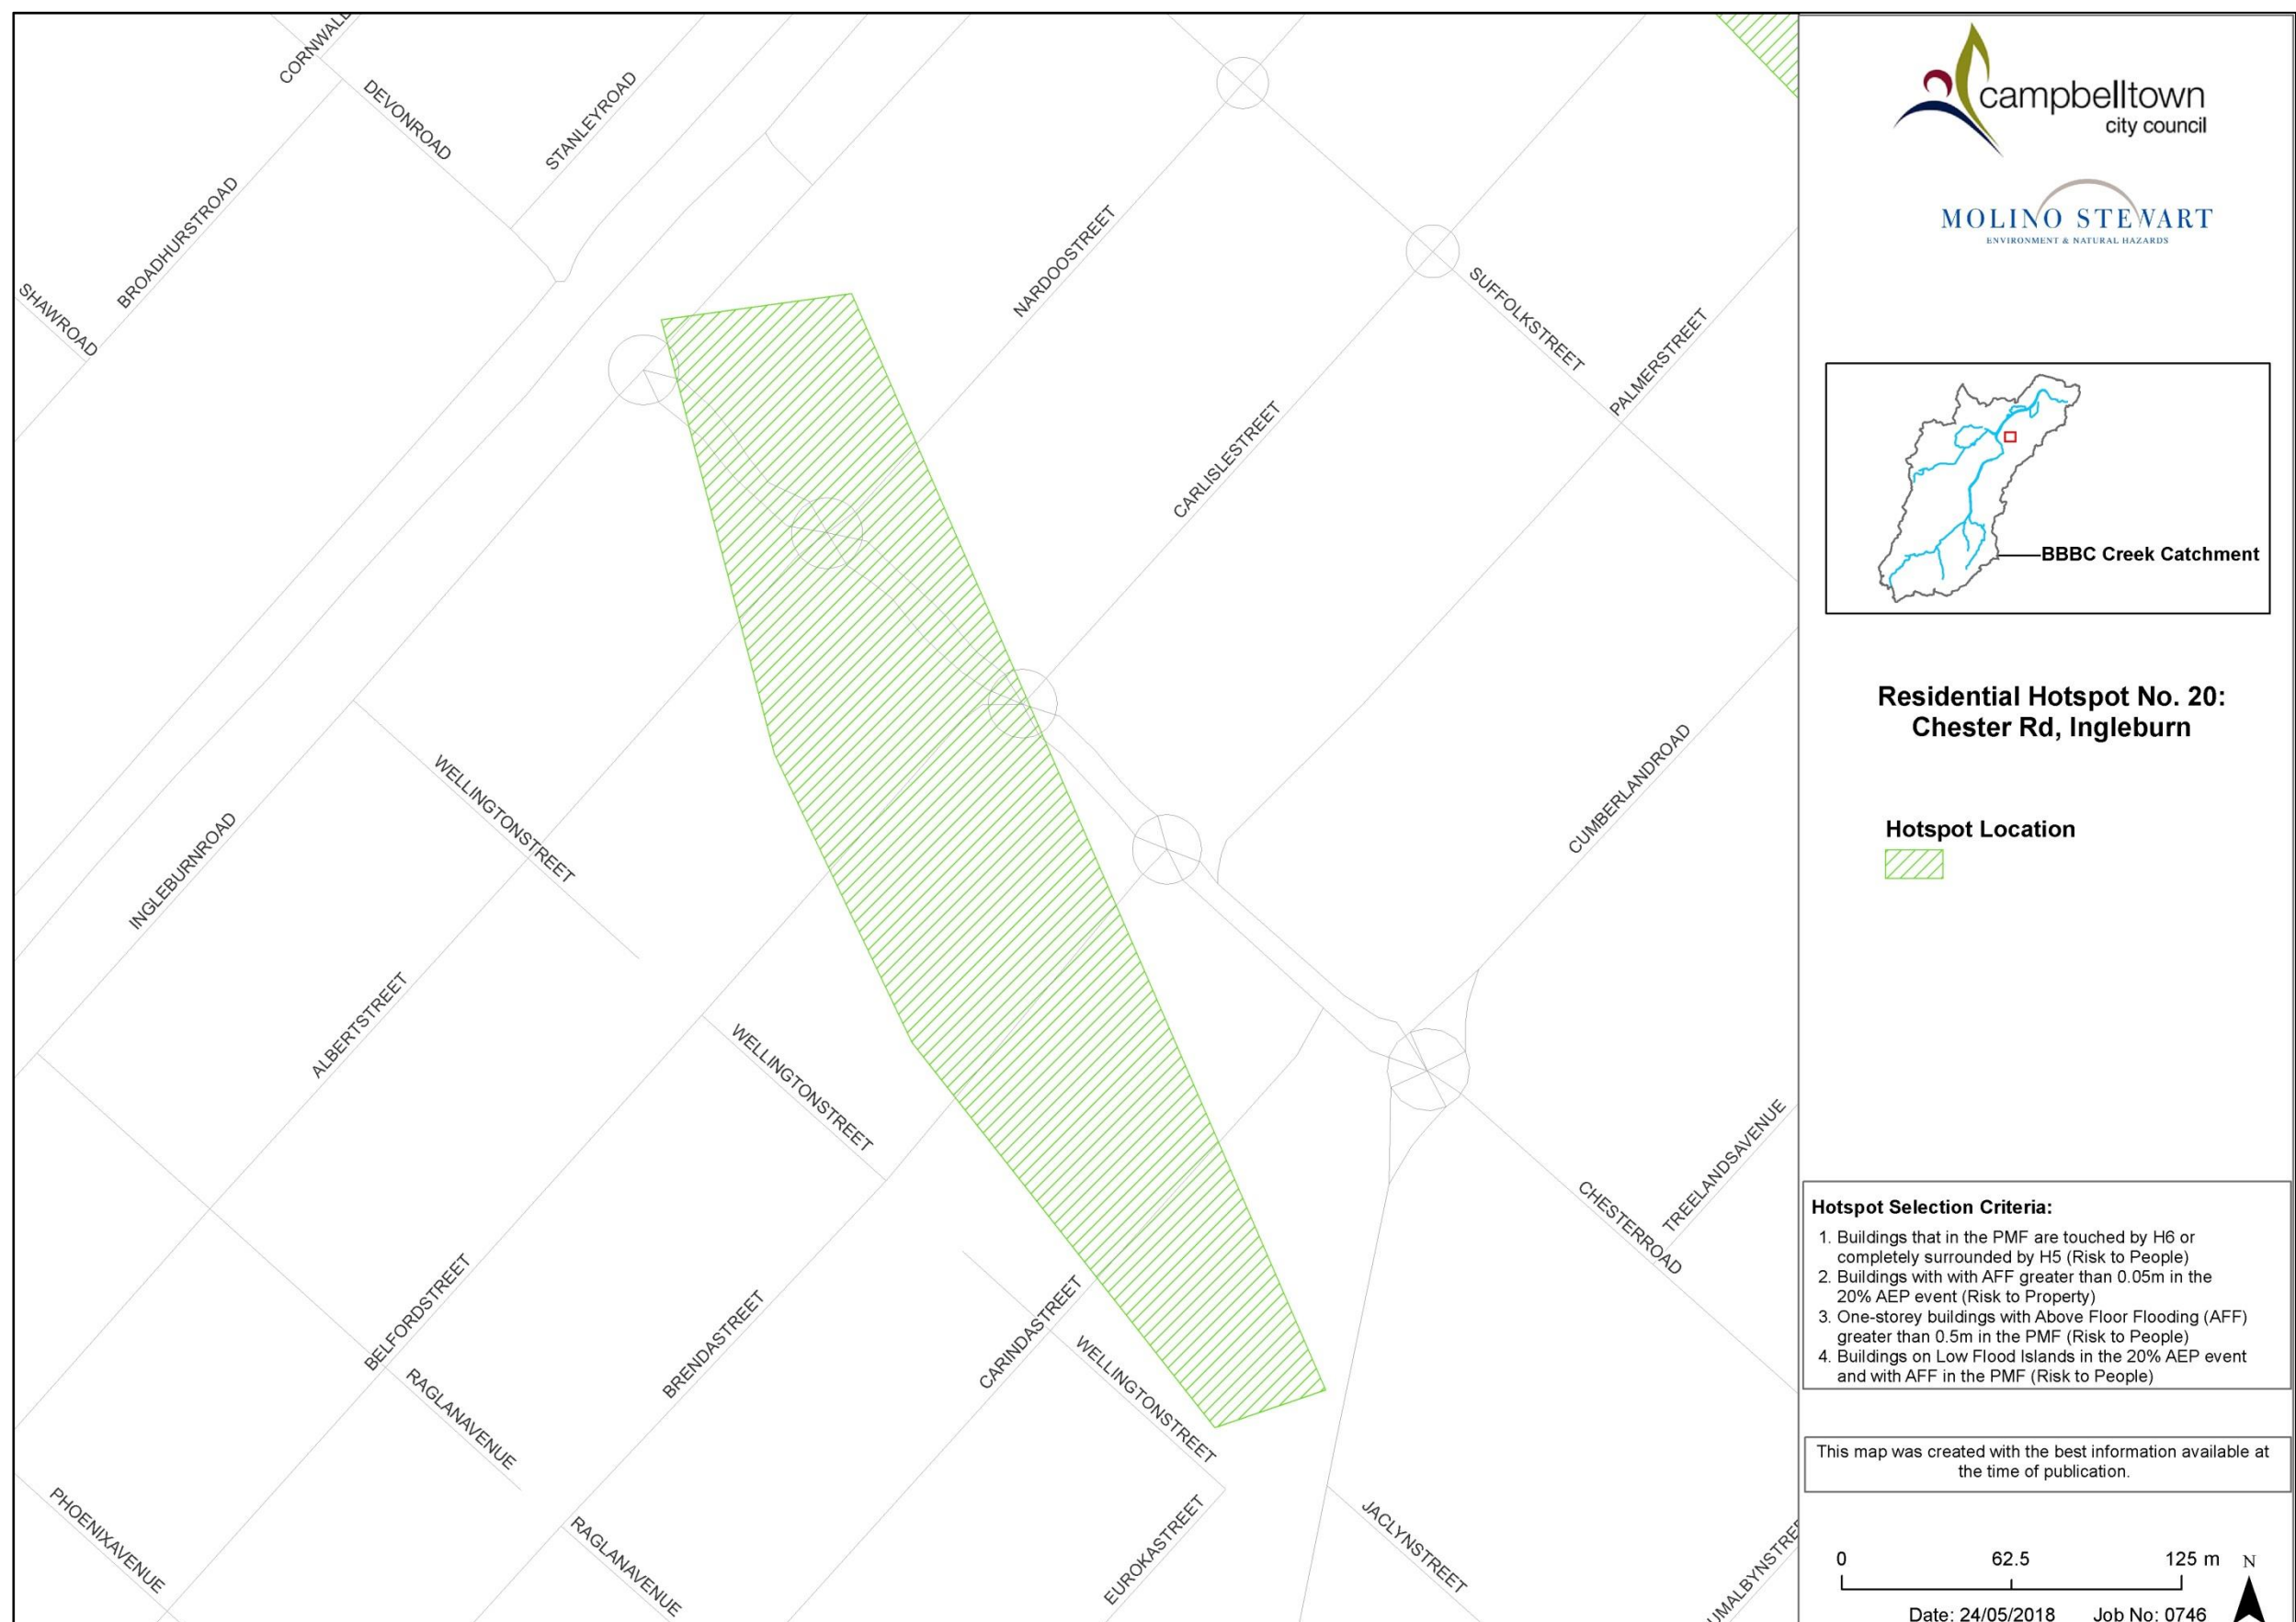 CORNWALL
DEVONROAD
STANLEYROAD
BROADHURSTROAD
SHAWROAD
NARDOOSTREET
SUFFOLKSTREET
PALMERSTREET
CARLISLESTREET
WELLINGTONSTREET
INGLEBURNROAD
CUMBERLANDROAD
ALBERTSTREET
WELLINGTONSTREET
TREELANDSAVENUE
CHESTERROAD
BELFORDSTREET
BRENDASTREET
CARINDASTREET
WELLINGTONSTREET
RAGLANAVENUE
PHOENIXAVENUE
RAGLANAVENUE
EUROKASTREET
JACLYNSTREET
UMALBYNSTREE
campbelltown
city council
MOLINO STEWART
ENVIRONMENT & NATURAL HAZARDS
BBBC Creek Catchment
Residential Hotspot No. 20:
Chester Rd, Ingleburn
Hotspot Location
Hotspot Selection Criteria:
1. Buildings that in the PMF are touched by H6 or
completely surrounded by H5 (Risk to People)
2. Buildings with with AFF greater than 0.05m in the
20% AEP event (Risk to Property)
3. One-storey buildings with Above Floor Flooding (AFF)
greater than 0.5m in the PMF (Risk to People)
4. Buildings on Low Flood Islands in the 20% AEP event
and with AFF in the PMF (Risk to People)
This map was created with the best information available at
the time of publication.
0 62.5 125 m N
Date: 24/05/2018 Job No: 0746